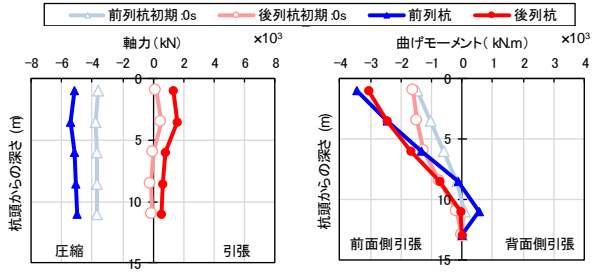 前列杭初期:0s 後列杭初期:0s 前列杭 後列杭
軸力(kN) ×10³
-8 -6 -4 -2 0 2 4 6 8
0
5
10
15
杭頭からの深さ (m)
圧縮 引張
曲げモーメント( kN.m) ×10³
-4 -3 -2 -1 0 1 2 3 4
0
5
10
15
杭頭からの深さ (m)
前面側引張 背面側引張